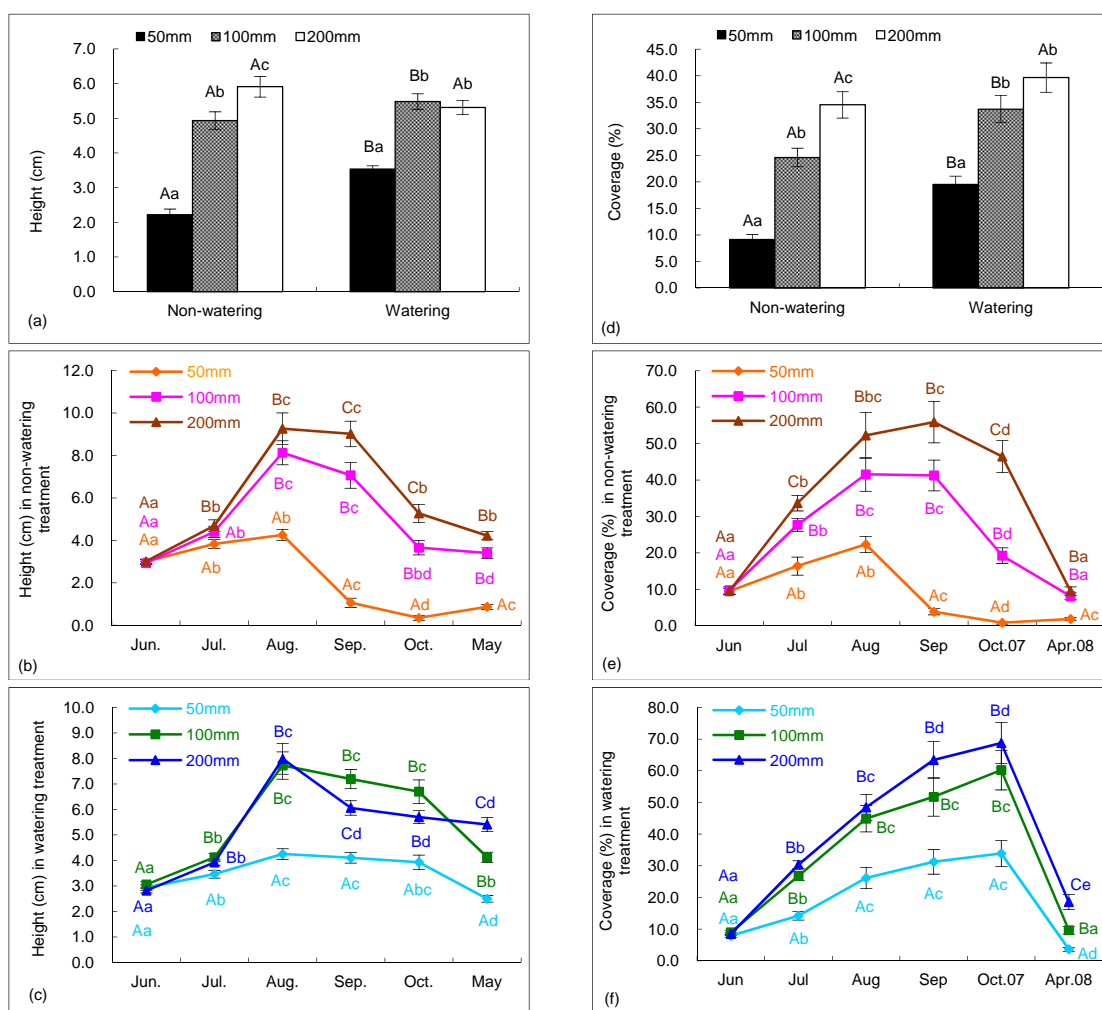 50mm 100mm 200mm
7.0
6.0
5.0
4.0
3.0
2.0
1.0
0.0
Height (cm)
Aa Ab Ac Ba Bb Ab
Non-watering Watering
(a)
50mm 100mm 200mm
45.0
40.0
35.0
30.0
25.0
20.0
15.0
10.0
5.0
0.0
Coverage (%)
Aa Ab Ac Ba Bb Ab
Non-watering Watering
(d)
50mm
100mm
200mm
12.0
10.0
8.0
6.0
4.0
2.0
0.0
Height (cm) in non-watering
treatment
Aa Bb Bc Cc Cb Bb
Aa Ab Bc Bc Bbd Bd
Aa Ab Ab Ac Ad Ac
Jun. Jul. Aug. Sep. Oct. May
(b)
50mm
100mm
200mm
70.0
60.0
50.0
40.0
30.0
20.0
10.0
0.0
Coverage (%) in non-watering
treatment
Aa Cb Bbc Bc Cd Ba
Aa Bb Bc Bc Bd Ba
Aa Ab Ab Ac Ad Ac
Jun Jul Aug Sep Oct.07 Apr.08
(e)
50mm
100mm
200mm
10.0
9.0
8.0
7.0
6.0
5.0
4.0
3.0
2.0
1.0
0.0
Height (cm) in watering treatment
Aa Bb Bc Bc Bc Bb
Aa Bb Bc Cd Bd Cd
Aa Ab Ac Ac Abc Ad
Jun. Jul. Aug. Sep. Oct. May
(c)
50mm
100mm
200mm
80.0
70.0
60.0
50.0
40.0
30.0
20.0
10.0
0.0
Coverage (%) in watering
treatment
Aa Bb Bc Bd Bd Ce
Aa Bb Bc Bc Bc Ba
Aa Ab Ac Ac Ac Ad
Jun Jul Aug Sep Oct.07 Apr.08
(f)